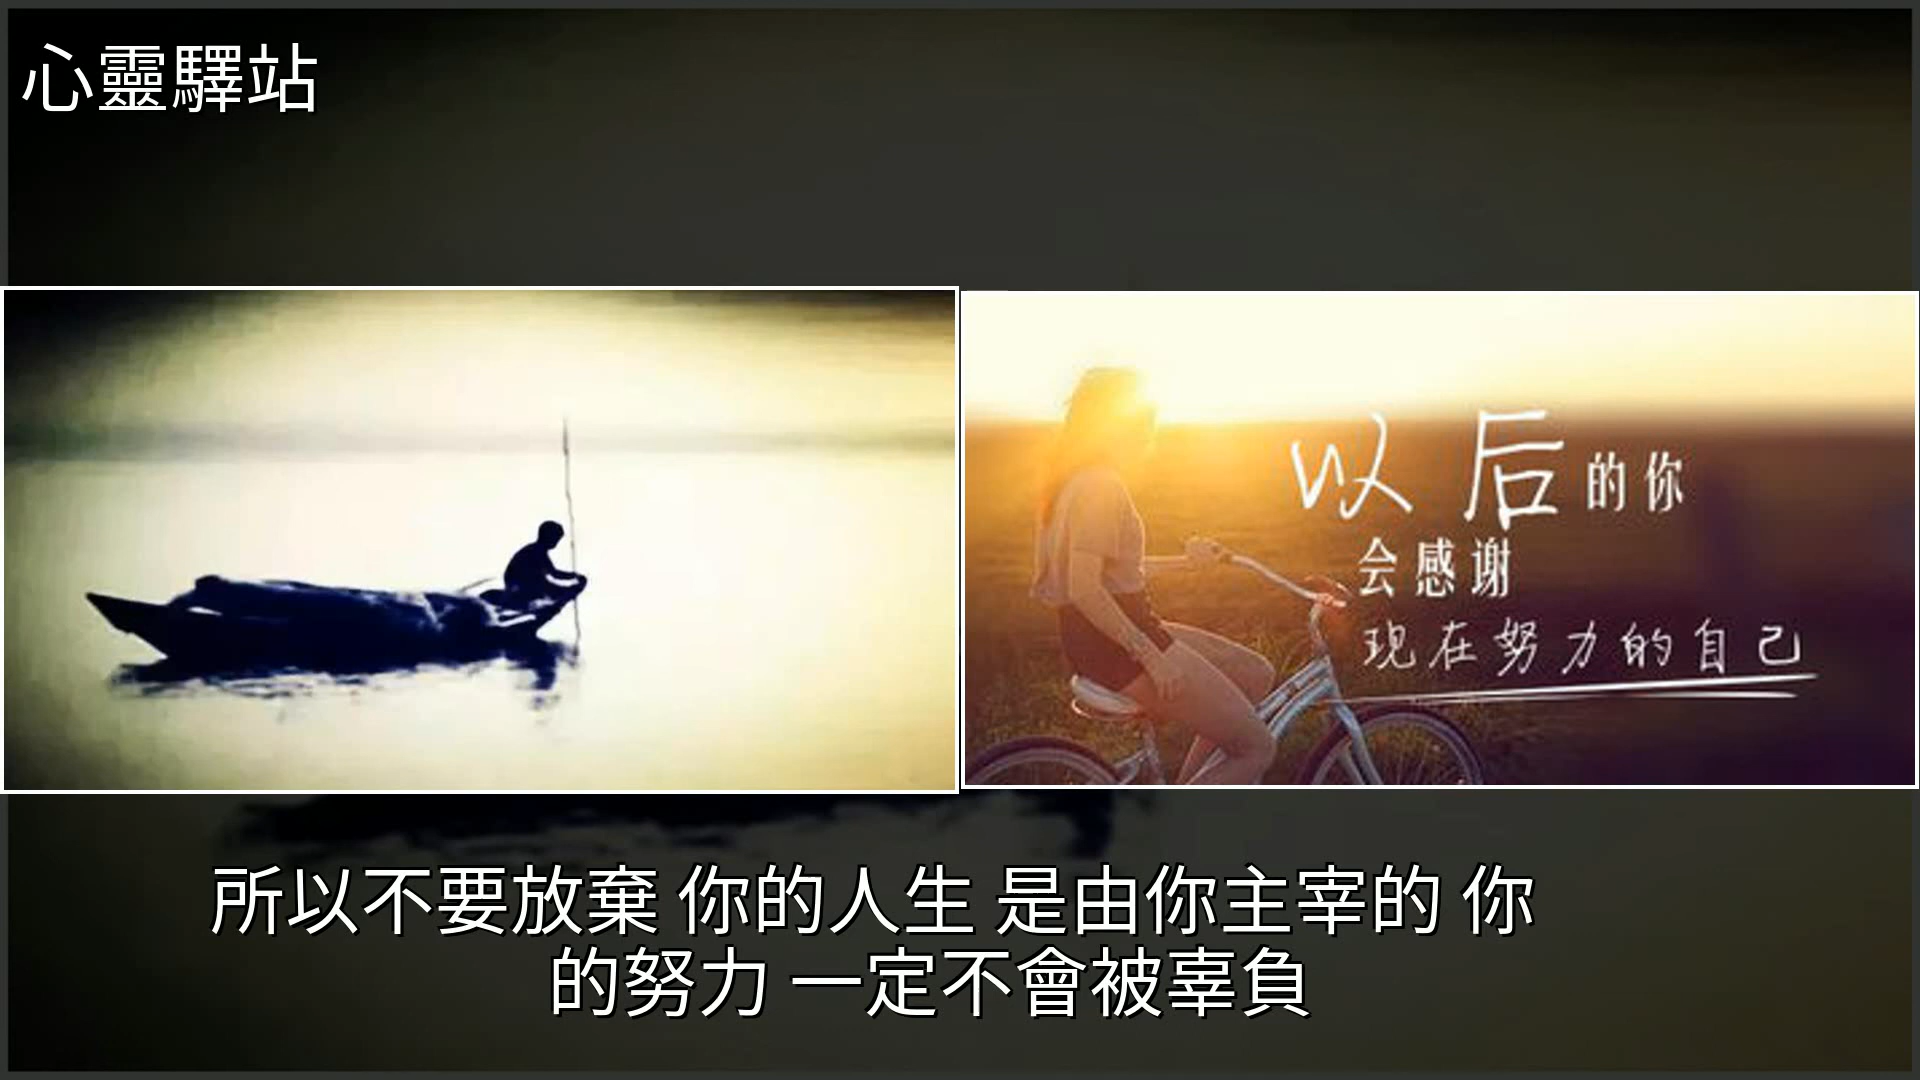 心靈驛站
以后的你
会感谢
现在努力的自己
所以不要放棄 你的人生 是由你主宰的 你
的努力 一定不會被辜負